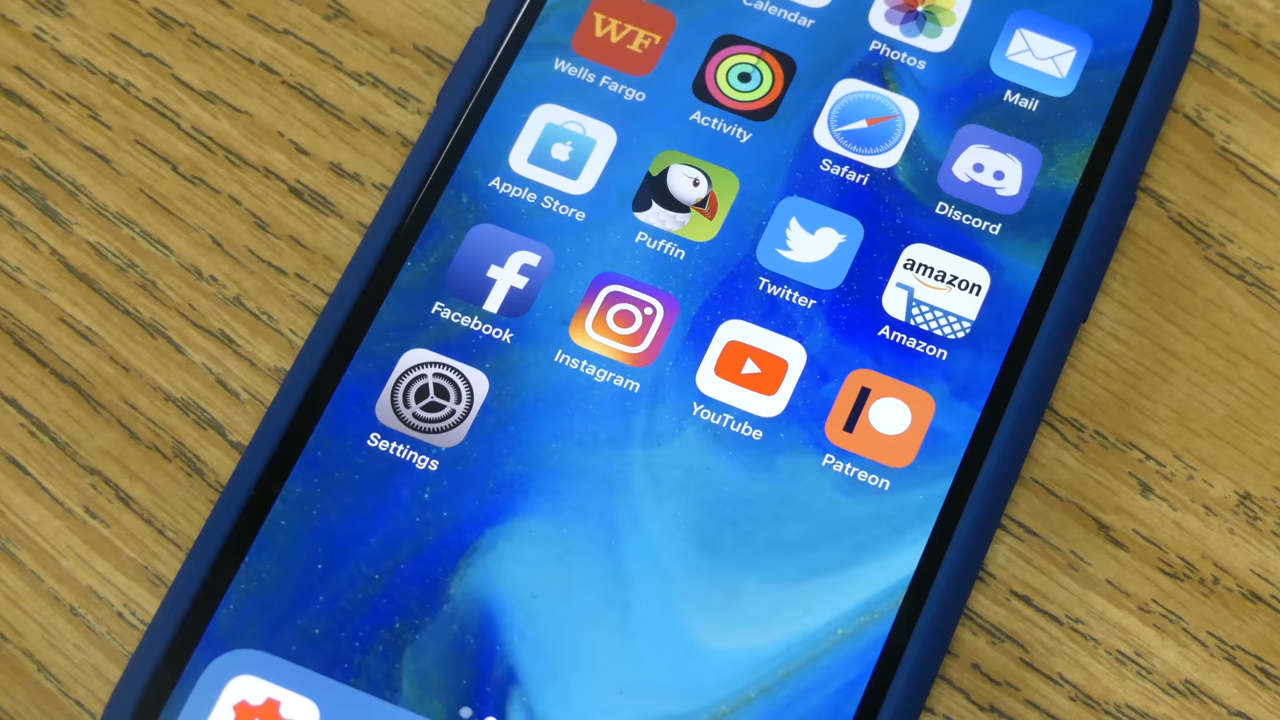 Calendar
Photos
Mail
WF
Wells Fargo
Activity
Safari
Discord
Apple Store
Puffin
Twitter
amazon
Amazon
f
Facebook
Instagram
YouTube
Patreon
Settings